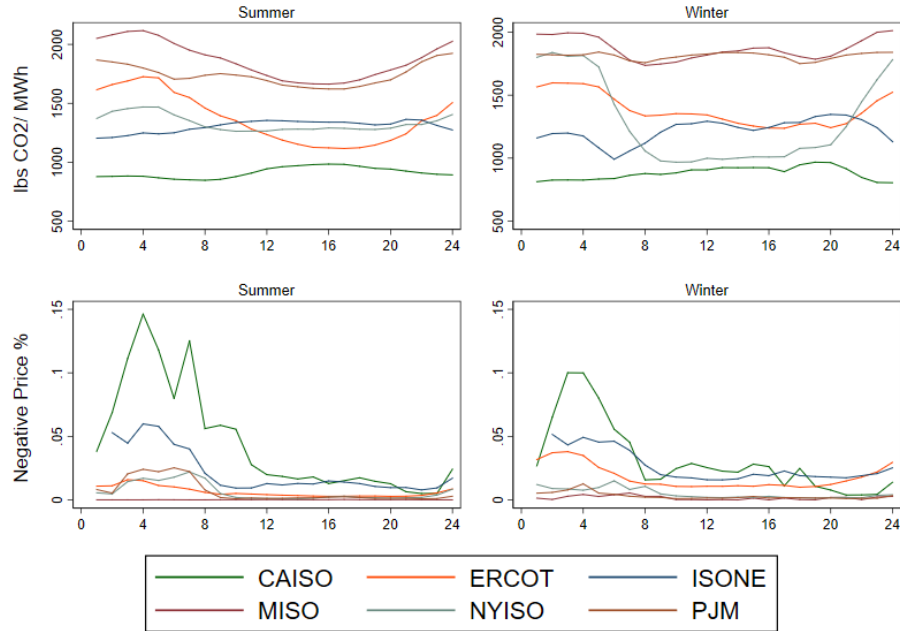 Summer
Winter
lbs CO2/ MWh
500 1000 1500 2000
0 4 8 12 16 20 24
500 1000 1500 2000
0 4 8 12 16 20 24
Summer
Winter
Negative Price %
0 .05 .1 .15
0 4 8 12 16 20 24
0 .05 .1 .15
0 4 8 12 16 20 24
CAISO ERCOT ISONE
MISO NYISO PJM